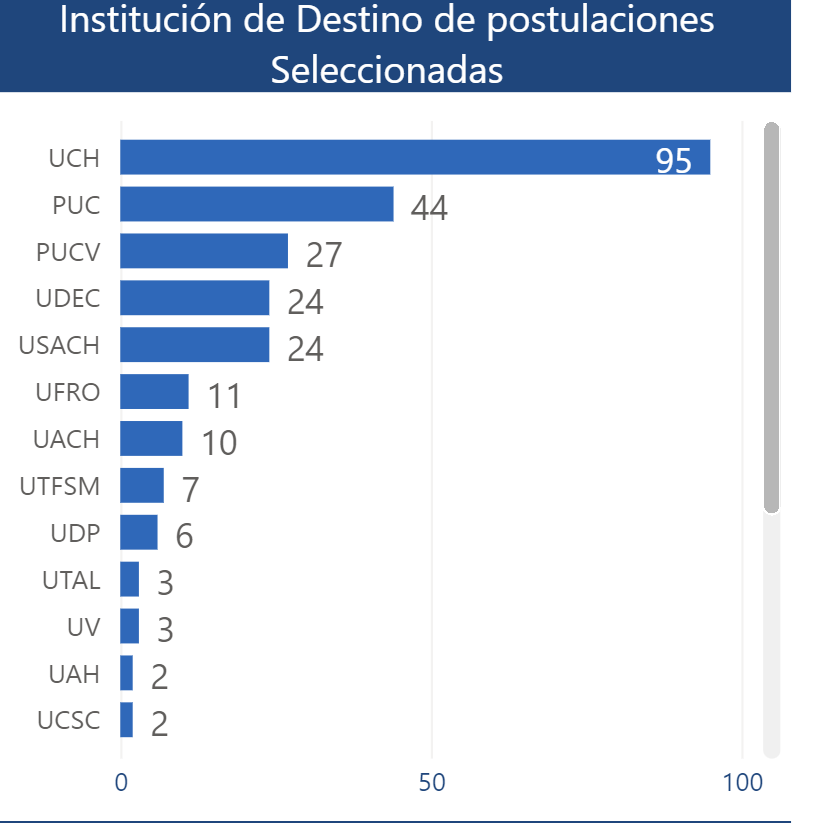 Institución de Destino de postulaciones
Seleccionadas
UCH 95
PUC 44
PUCV 27
UDEC 24
USACH 24
UFRO 11
UACH 10
UTFSM 7
UDP 6
UTAL 3
UV 3
UAH 2
UCSC 2
0 50 100